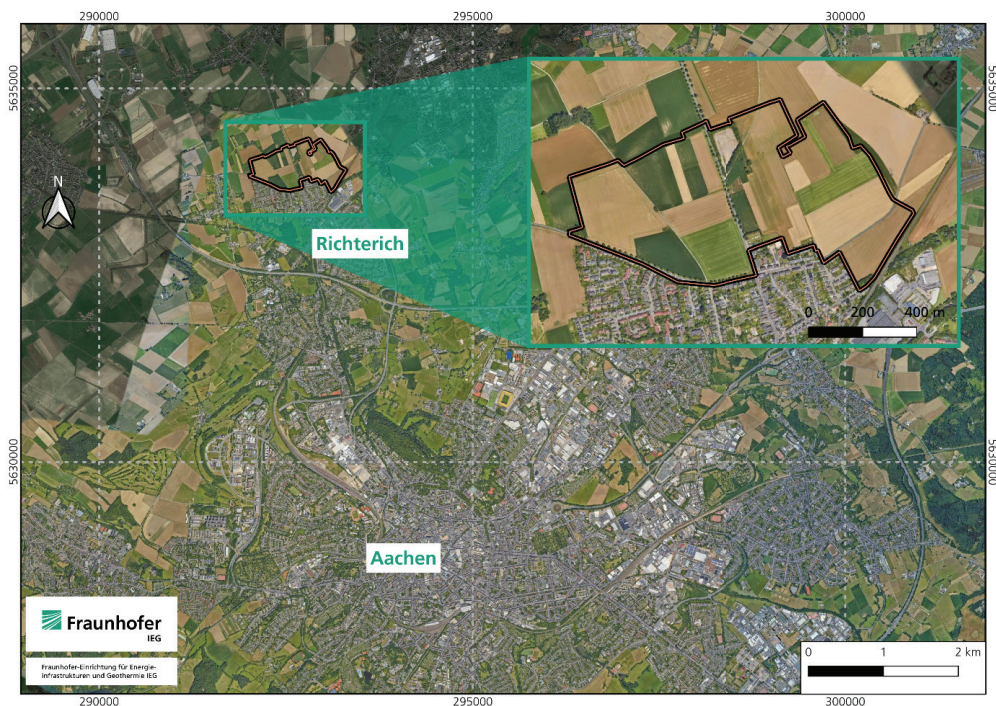 290000
295000
300000
5635000
5635000
N
Richterich
0 200 400 m
5630000
5630000
Aachen
Fraunhofer
IEG
Fraunhofer-Einrichtung für Energie-
infrastrukturen und Geothermie IEG
0 1 2 km
290000
295000
300000